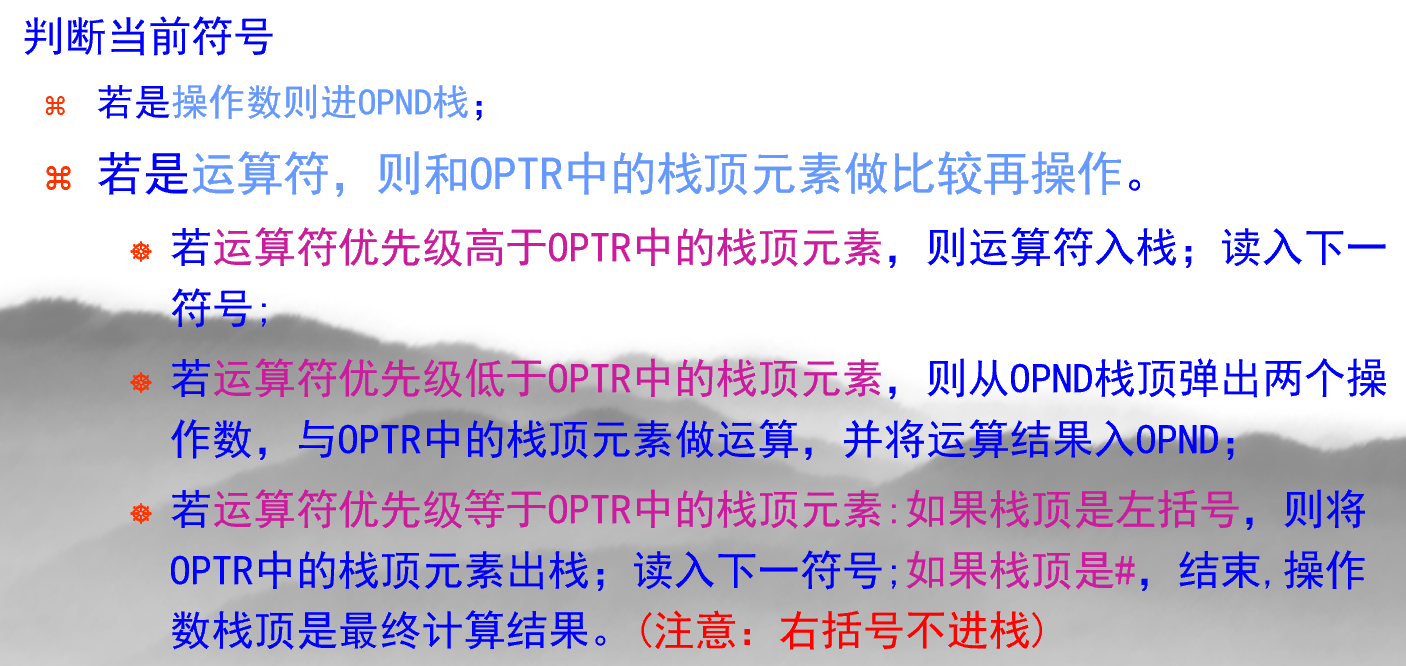 判断当前符号
若是操作数则进OPND栈；
若是运算符，则和OPTR中的栈顶元素做比较再操作。
若运算符优先级高于OPTR中的栈顶元素，则运算符入栈；读入下一
符号;
若运算符优先级低于OPTR中的栈顶元素，则从OPND栈顶弹出两个操
作数，与OPTR中的栈顶元素做运算，并将运算结果入OPND；
若运算符优先级等于OPTR中的栈顶元素:如果栈顶是左括号，则将
OPTR中的栈顶元素出栈；读入下一符号;如果栈顶是#，结束,操作
数栈顶是最终计算结果。(注意：右括号不进栈)